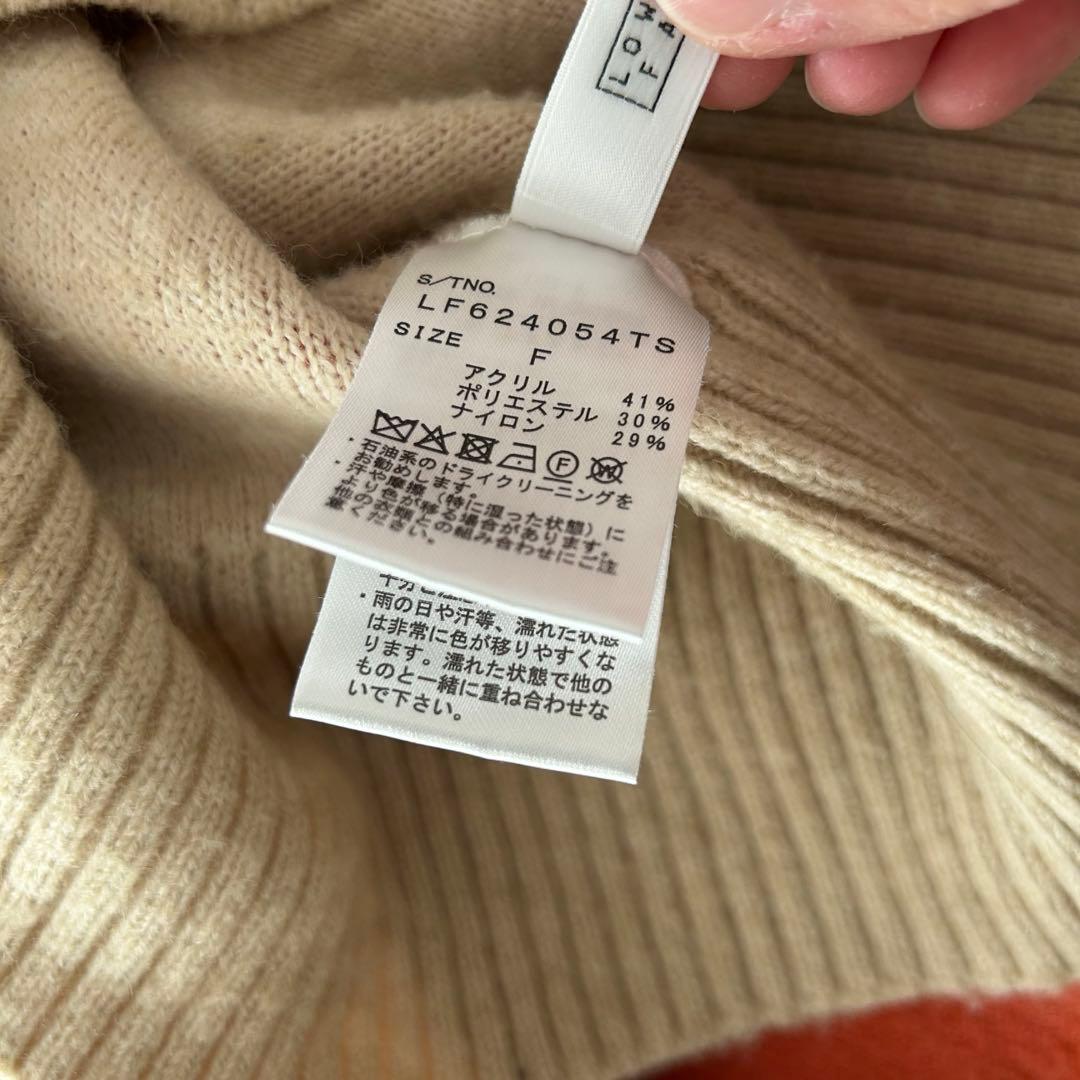 LOW
FA
S/TNO.
LF624054TS
SIZE F
アクリル 41%
ポリエステル 30%
ナイロン 29%
F W
・石油系のドライクリーニングを
お勧めします。
・汗や摩擦（特に湿った状態）に
より色が移る場合があります。
他の衣類との組み合わせにご注
意ください。
・雨の日や汗等、濡れた状態
は非常に色が移りやすくな
ります。濡れた状態で他の
ものと一緒に重ね合わせな
いで下さい。